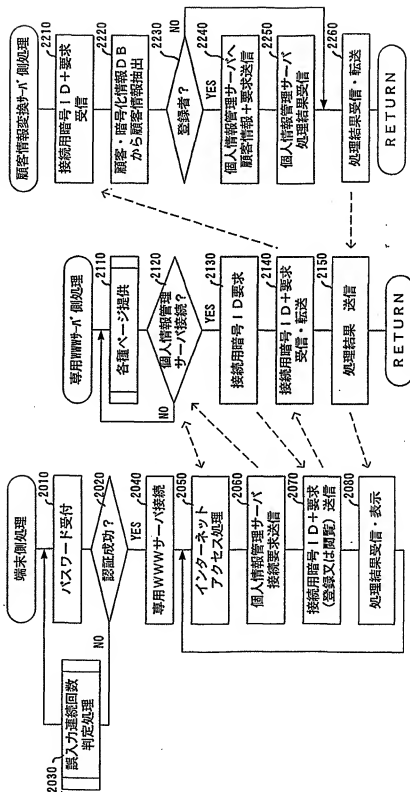 端末側処理
2010
パスワード受付
2020
認証成功?
NO
YES
2030
誤入力連続回数
判定処理
2040
専用WWWサーバ接続
2050
インターネット
アクセス処理
2060
個人情報管理サーバ
接続要求送信
2070
接続用暗号ID+要求
(登録又は閲覧)送信
2080
処理結果受信・表示
専用WWWサーバ側処理
2110
各種ページ提供
2120
個人情報管理
サーバ接続?
NO
YES
2130
接続用暗号ID要求
2140
接続用暗号ID+要求
受信・転送
2150
処理結果 送信
RETURN
顧客情報変換サーバ側処理
2210
接続用暗号ID+要求
受信
2220
顧客・暗号化情報DB
から顧客情報抽出
2230
登録者?
NO
YES
2240
個人情報管理サーバへ
顧客情報+要求送信
2250
個人情報管理サーバ
処理結果受信
2260
処理結果受信・転送
RETURN